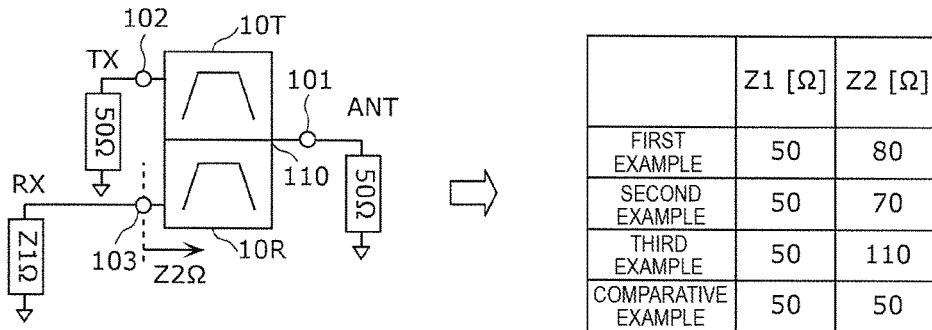 102
10T
TX
101
ANT
50Ω
110
50Ω
RX
Z1Ω
103
Z2Ω
10R
Z1 [Ω] Z2 [Ω]
FIRST
EXAMPLE 50 80
SECOND
EXAMPLE 50 70
THIRD
EXAMPLE 50 110
COMPARATIVE
EXAMPLE 50 50